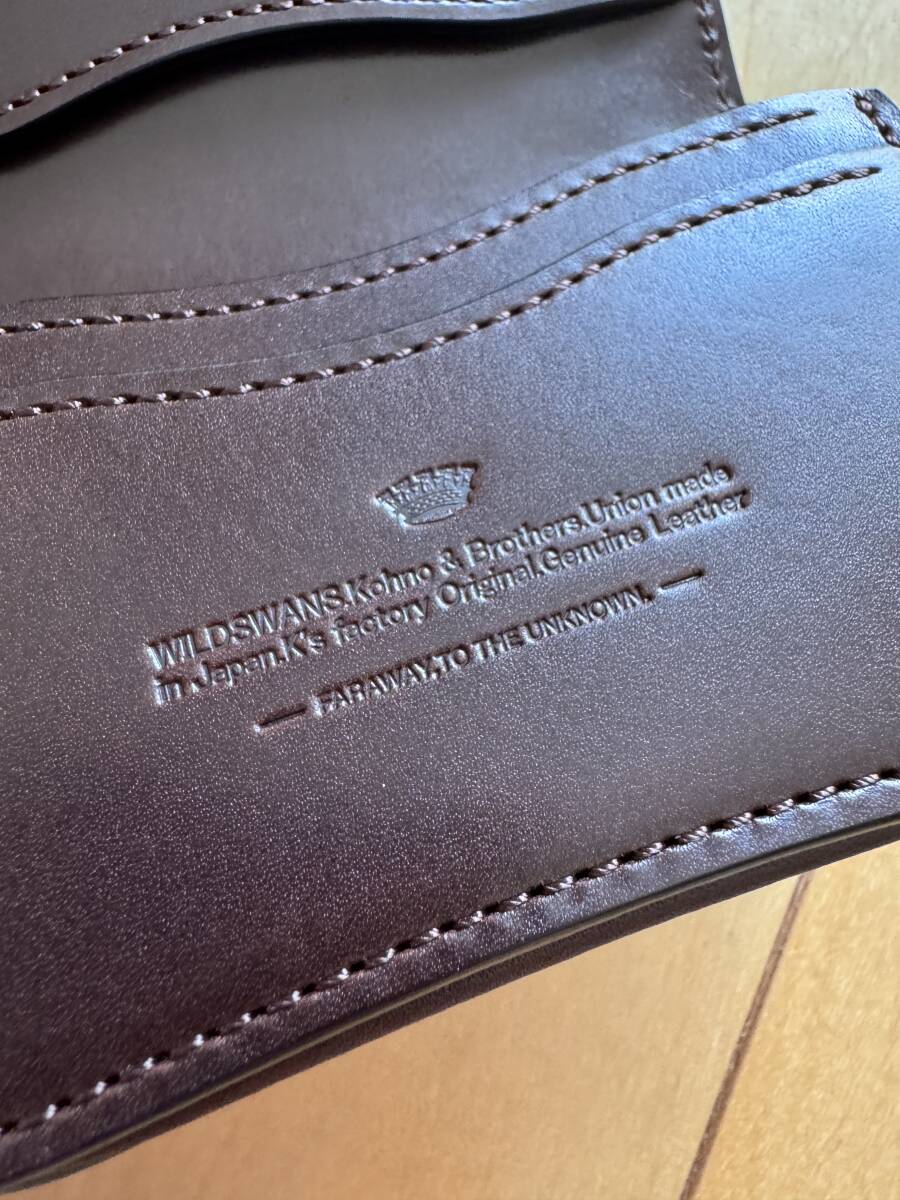 WILDSWANS.Kohno & Brothers.Union made
in Japan.K's factory Original.Genuine Leather
— FARAWAY,TO THE UNKNOWN. —